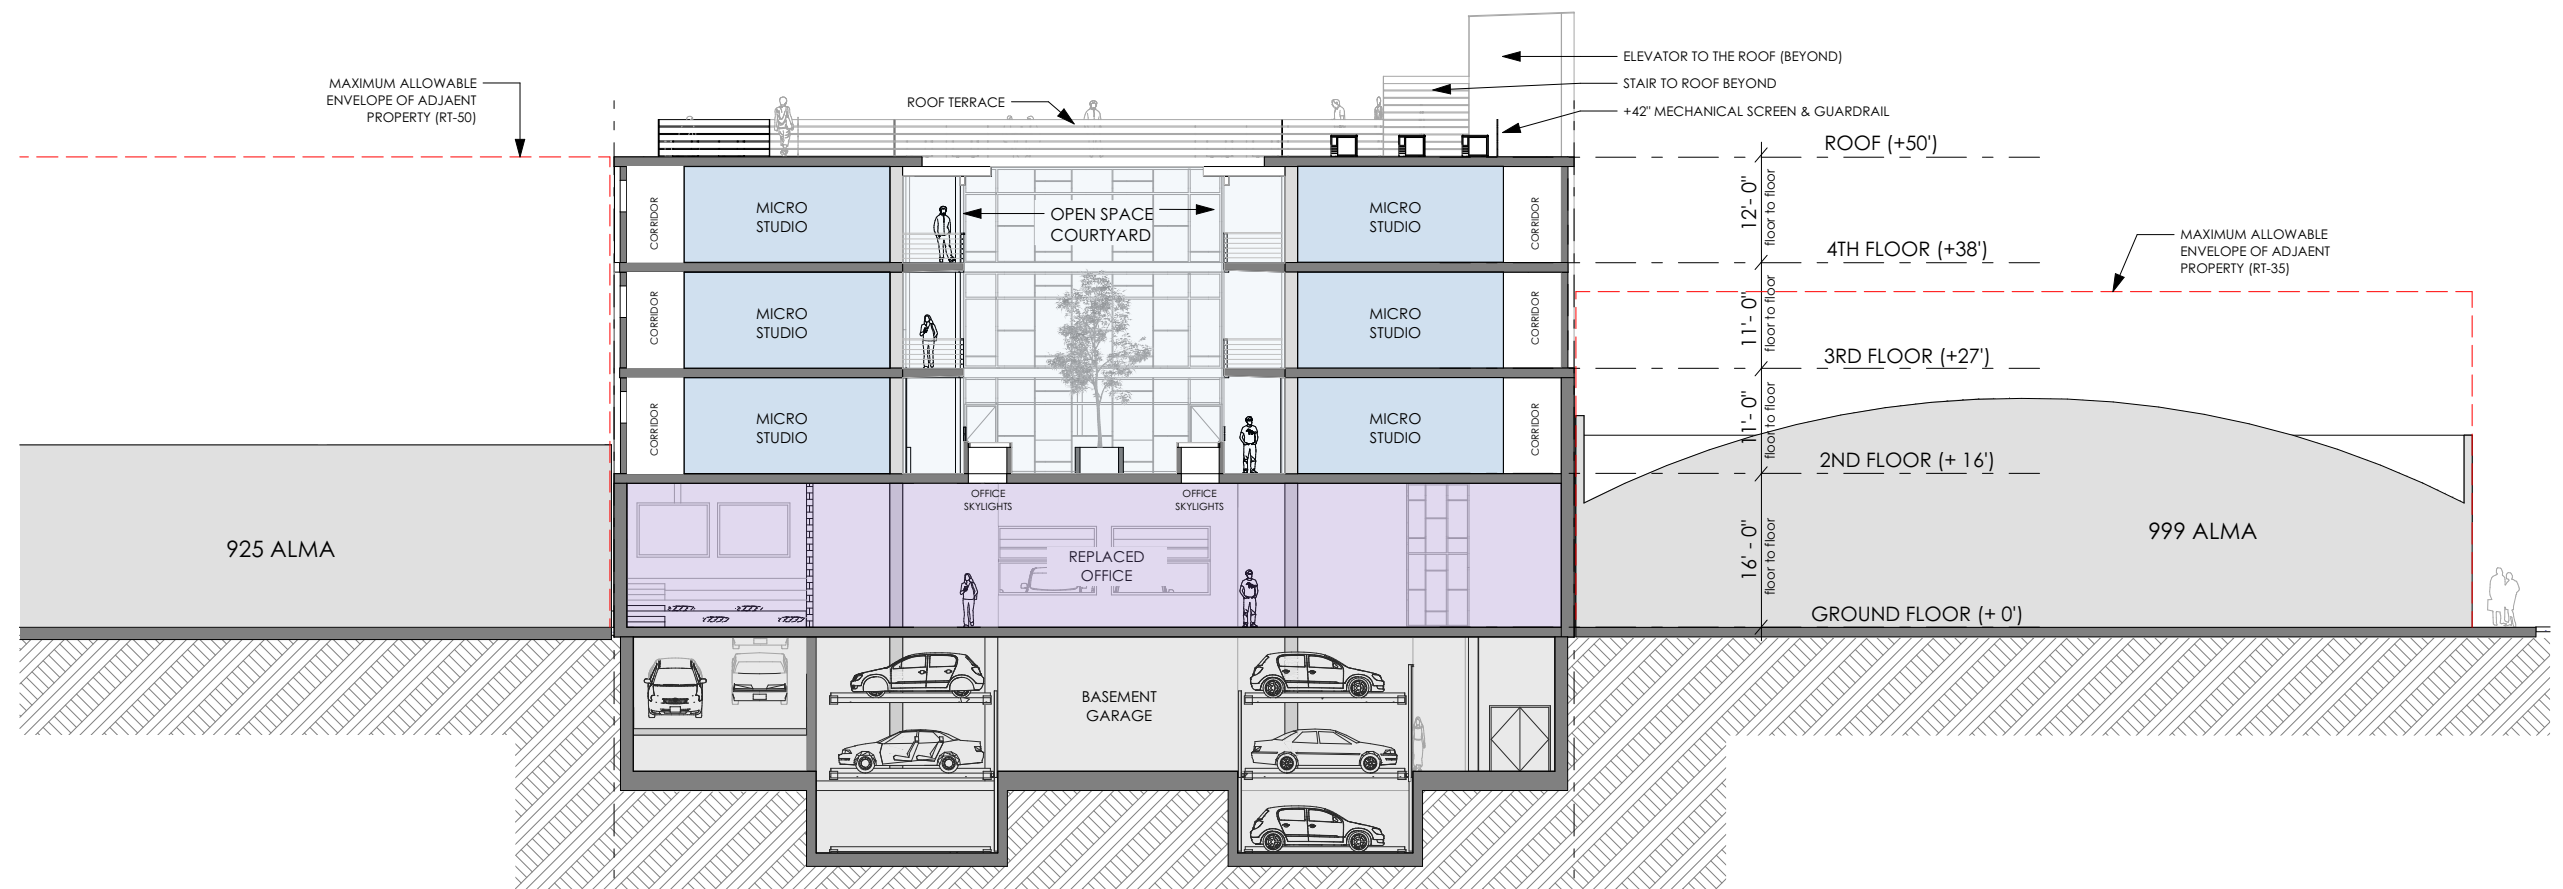 ELEVATOR TO THE ROOF (BEYOND)
STAIR TO ROOF BEYOND
+42" MECHANICAL SCREEN & GUARDRAIL
MAXIMUM ALLOWABLE
ENVELOPE OF ADJAENT
PROPERTY (RT-50)
ROOF TERRACE
ROOF (+50')
CORRIDOR
MICRO
STUDIO
OPEN SPACE
COURTYARD
MICRO
STUDIO
CORRIDOR
12'- 0"
floor to floor
MAXIMUM ALLOWABLE
ENVELOPE OF ADJAENT
PROPERTY (RT-35)
4TH FLOOR (+38')
CORRIDOR
MICRO
STUDIO
MICRO
STUDIO
CORRIDOR
11'- 0"
floor to floor
3RD FLOOR (+27')
CORRIDOR
MICRO
STUDIO
MICRO
STUDIO
CORRIDOR
11'- 0"
floor to floor
2ND FLOOR (+ 16')
OFFICE
SKYLIGHTS
OFFICE
SKYLIGHTS
925 ALMA
REPLACED
OFFICE
16' - 0"
floor to floor
999 ALMA
GROUND FLOOR (+ 0')
BASEMENT
GARAGE